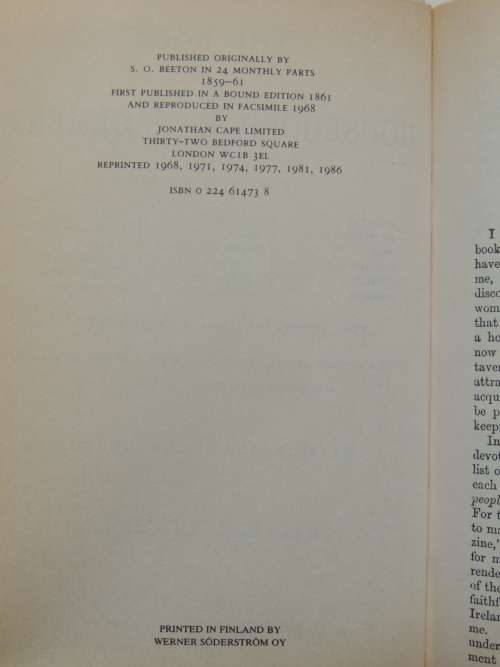 PUBLISHED ORIGINALLY BY
S. O. BEETON IN 24 MONTHLY PARTS
1859–61
FIRST PUBLISHED IN A BOUND EDITION 1861
AND REPRODUCED IN FACSIMILE 1968
BY
JONATHAN CAPE LIMITED
THIRTY-TWO BEDFORD SQUARE
LONDON WC1B 3EL
REPRINTED 1968, 1971, 1974, 1977, 1981, 1986
ISBN 0 224 61473 8
PRINTED IN FINLAND BY
WERNER SÖDERSTRÖM OY
I
book
have
me,
disco
wom
that
a ho
now
taver
attra
acqu
be p
keepi
In
devot
list o
each
peopl
For t
to ma
zine,'
for m
rende
of the
faithf
Irelan
me.
under
ment